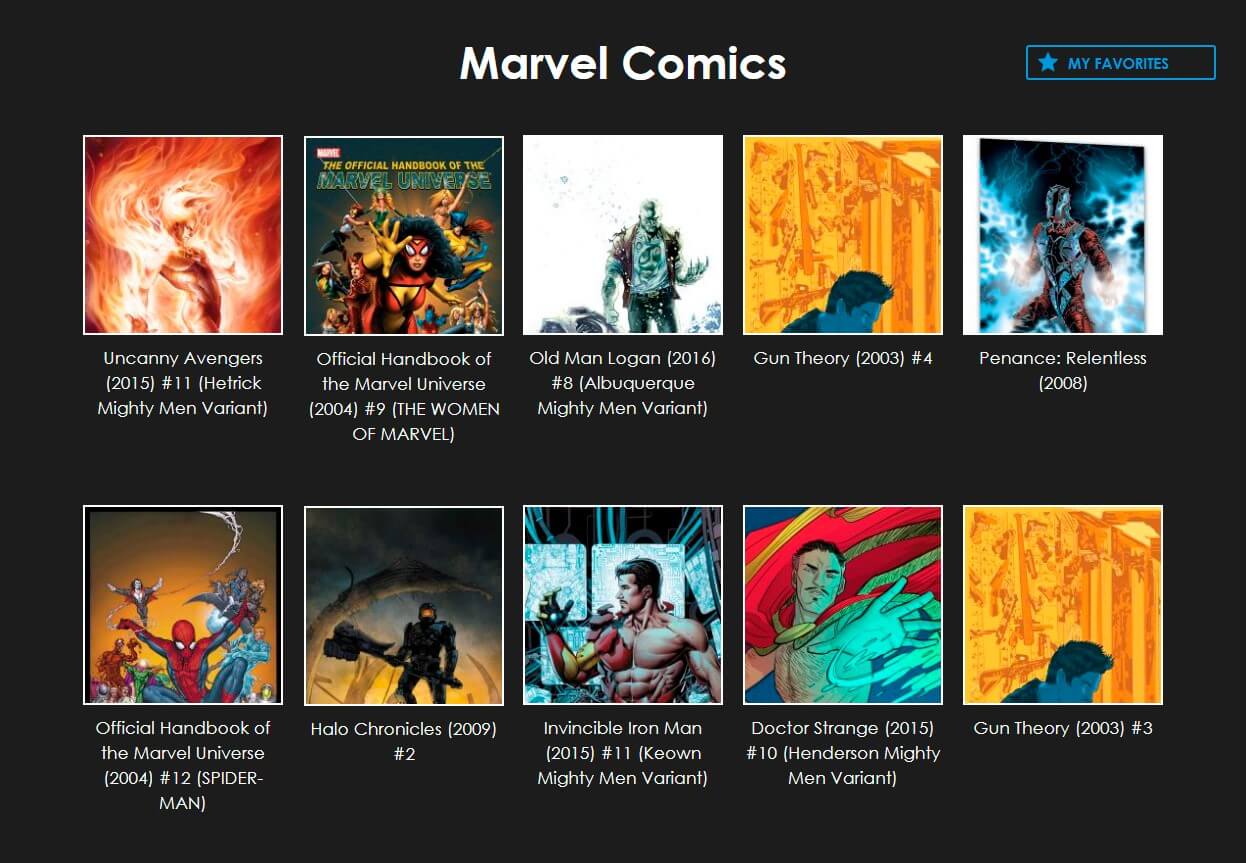 Marvel Comics
MY FAVORITES
MARVEL
THE OFFICIAL HANDBOOK OF THE
MARVEL UNIVERSE
Uncanny Avengers
(2015) #11 (Hetrick
Mighty Men Variant)
Official Handbook of
the Marvel Universe
(2004) #9 (THE WOMEN
OF MARVEL)
Old Man Logan (2016)
#8 (Albuquerque
Mighty Men Variant)
Gun Theory (2003) #4
Penance: Relentless
(2008)
Official Handbook of
the Marvel Universe
(2004) #12 (SPIDER-
MAN)
Halo Chronicles (2009)
#2
Invincible Iron Man
(2015) #11 (Keown
Mighty Men Variant)
Doctor Strange (2015)
#10 (Henderson Mighty
Men Variant)
Gun Theory (2003) #3